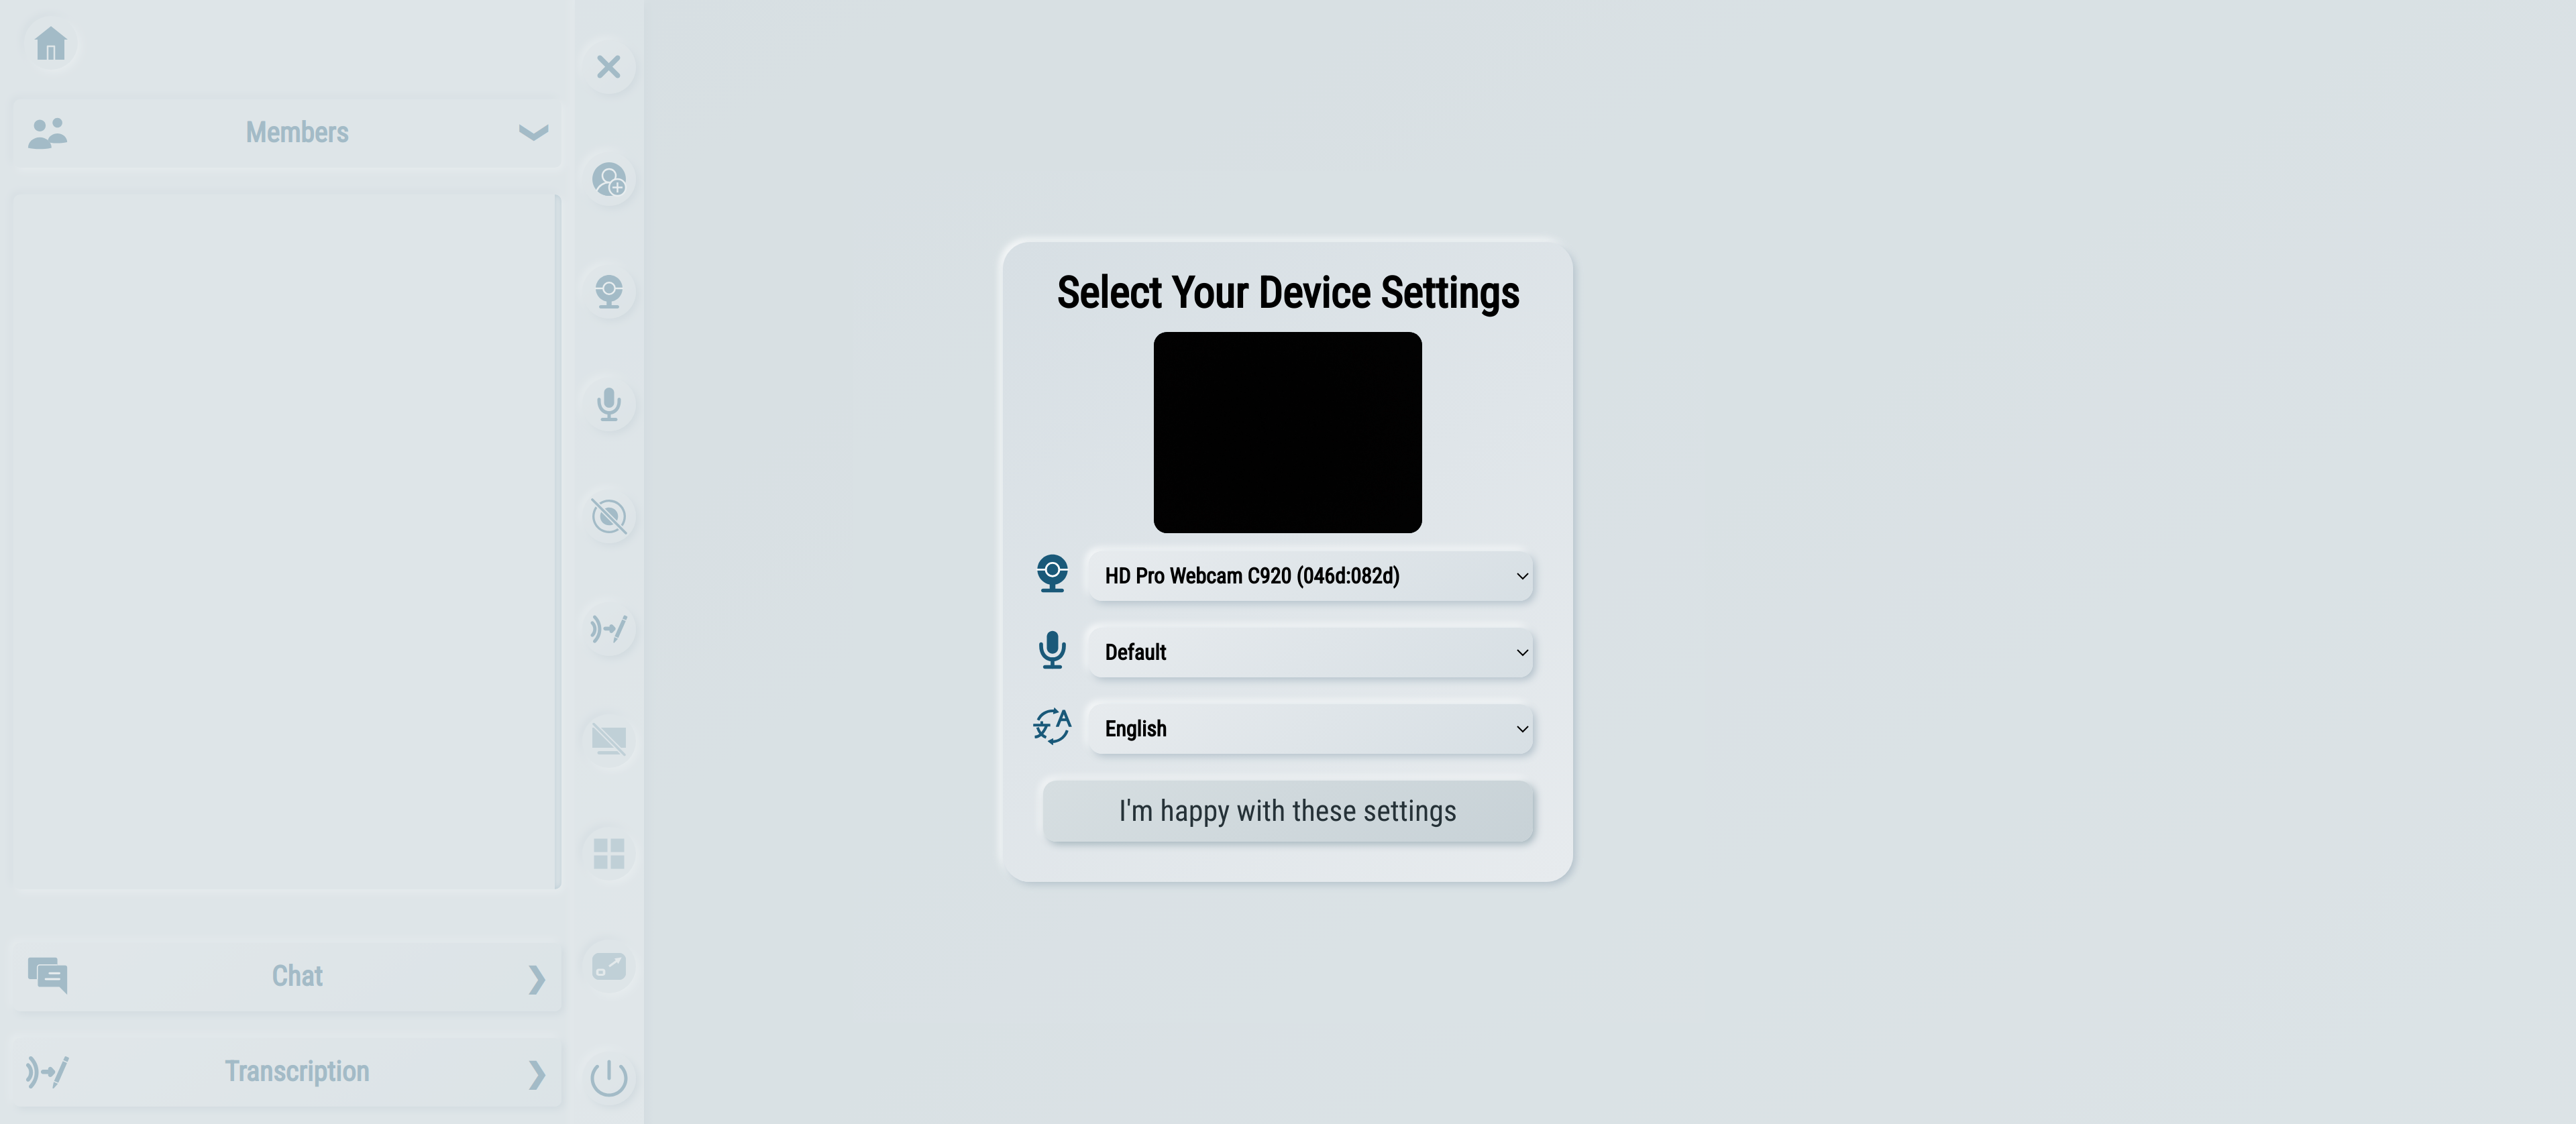 Members
Chat
Transcription
Select Your Device Settings
HD Pro Webcam C920 (046d:082d)
Default
English
I'm happy with these settings